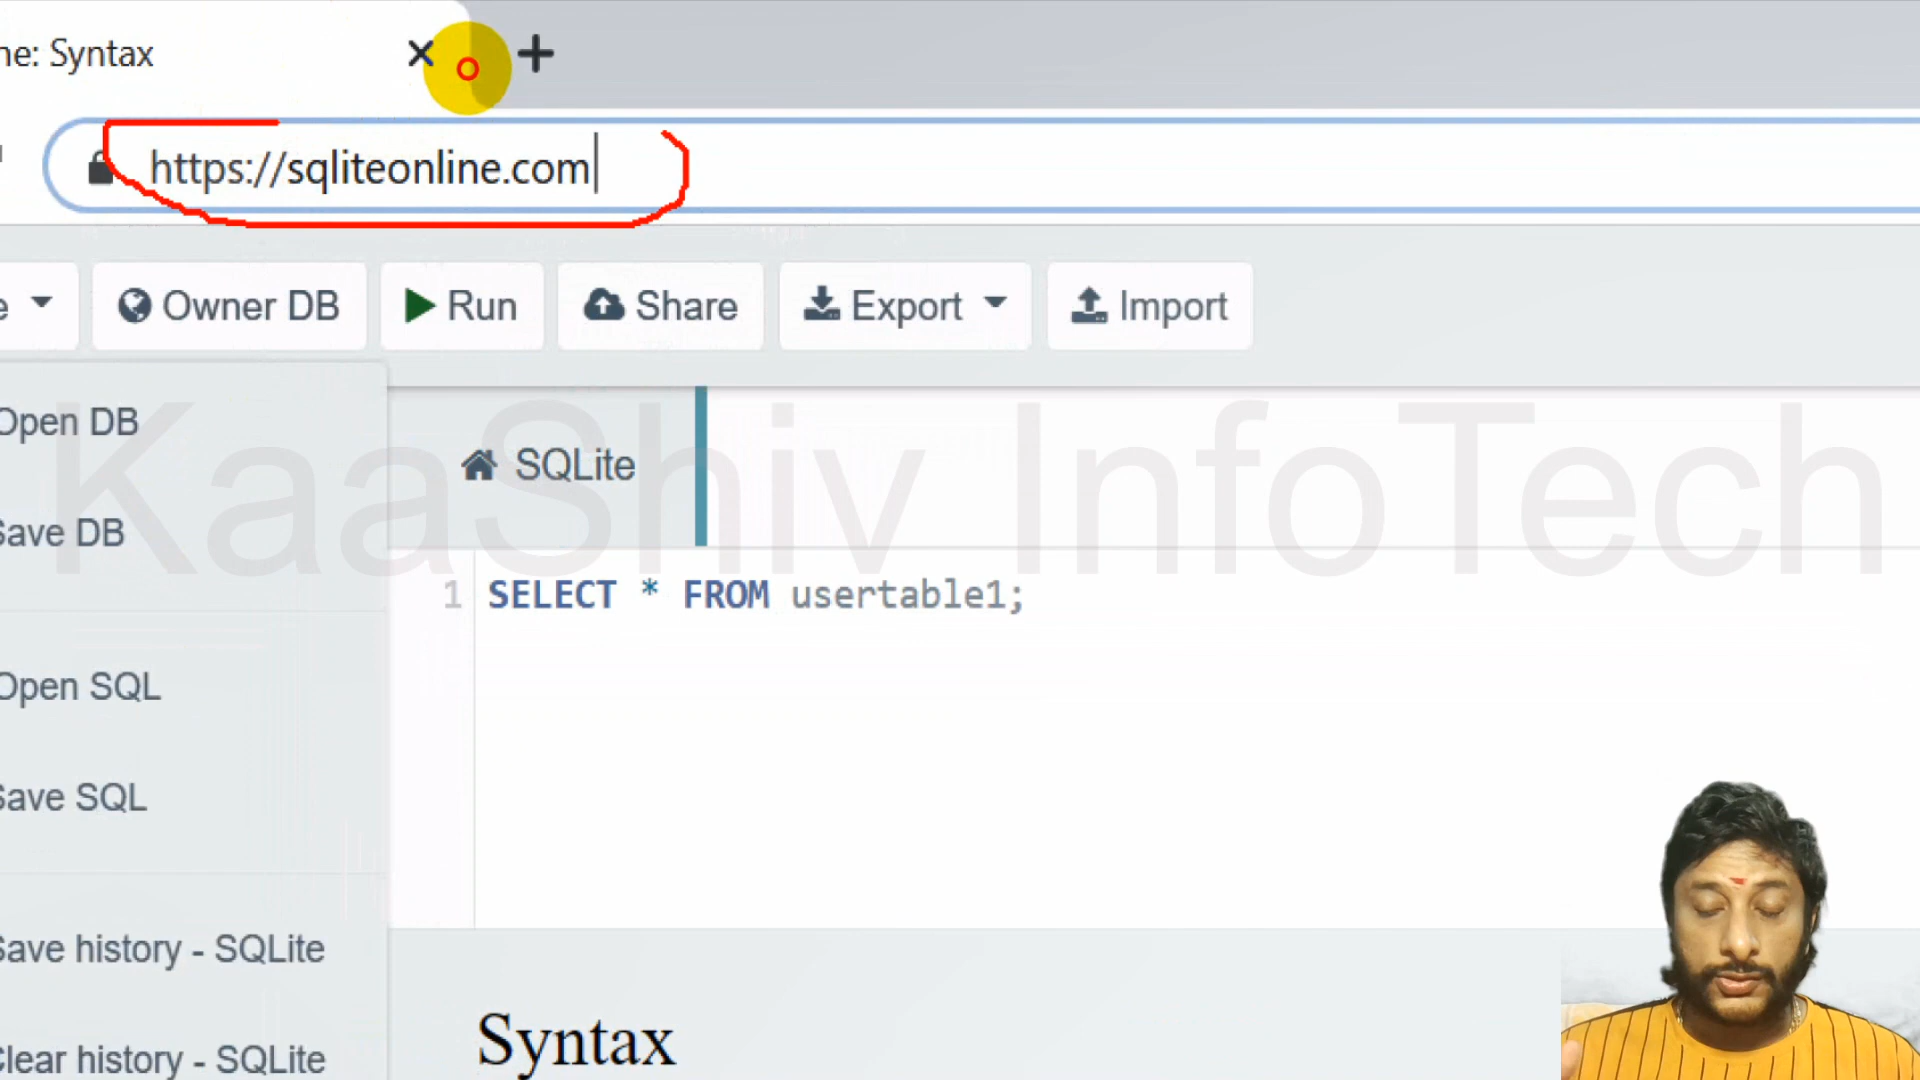 ne: Syntax
https://sqliteonline.com
e Owner DB Run Share Export Import
Open DB
SQLite
Save DB
KaaShiv InfoTech
1 SELECT * FROM usertable1;
Open SQL
Save SQL
Save history - SQLite
Syntax
Clear history - SQLite